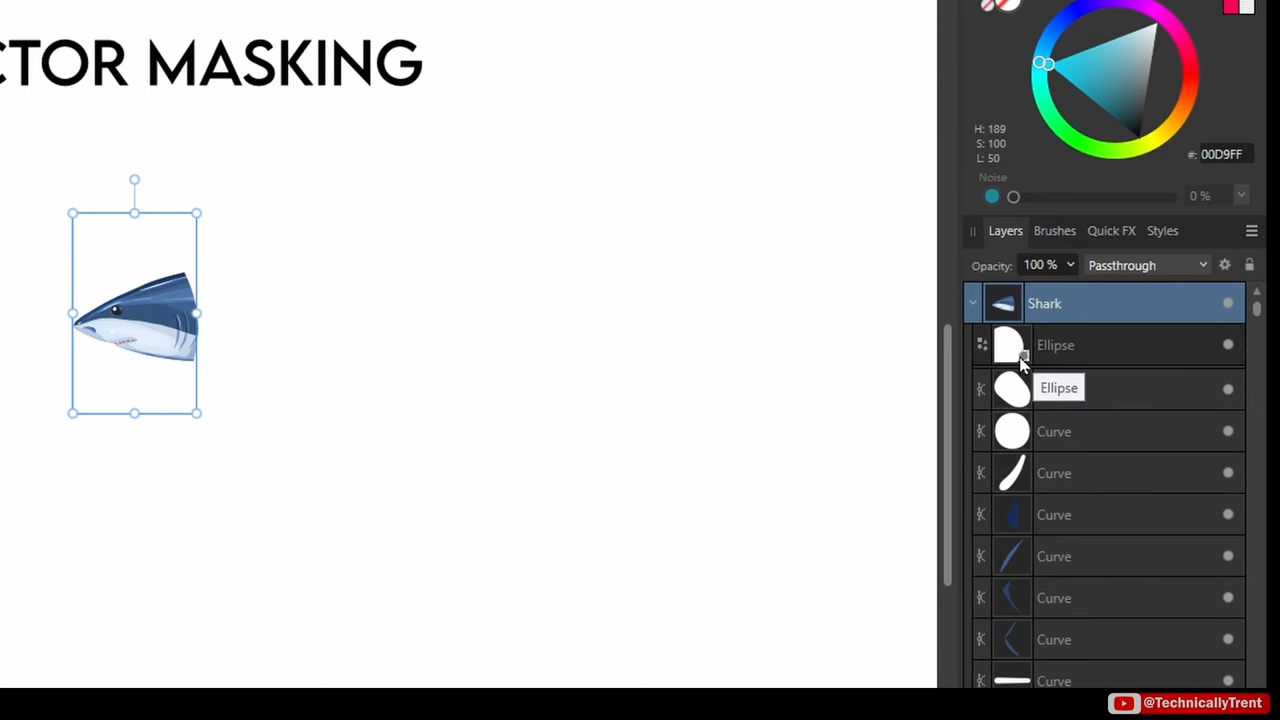 CTOR MASKING
H: 189
S: 100
L: 50
#: 00D9FF
Noise
0 %
Layers Brushes Quick FX Styles
Opacity: 100 % Passthrough
Shark
Ellipse
Ellipse
Curve
Curve
Curve
Curve
Curve
Curve
Curve
@TechnicallyTrent